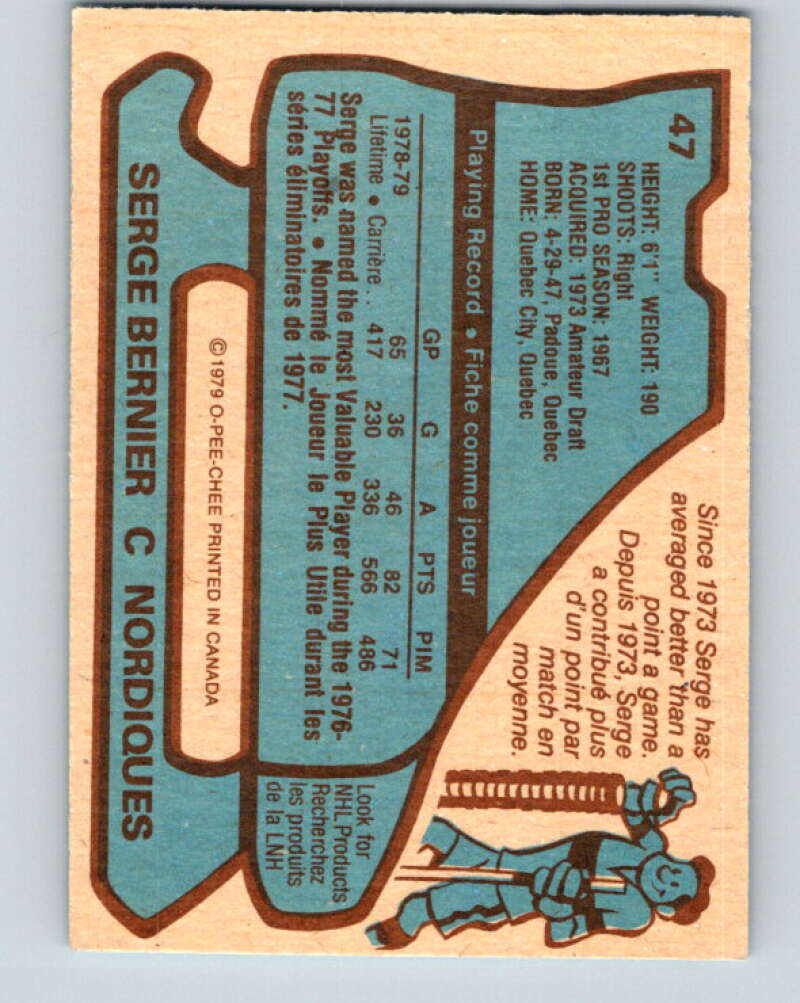 47
HEIGHT: 6'1" WEIGHT: 190
SHOOTS: Right
1st PRO SEASON: 1967
ACQUIRED: 1973 Amateur Draft
BORN: 4-29-47, Padoue, Quebec
HOME: Quebec City, Quebec
Since 1973 Serge has
averaged better than a
point a game.
Depuis 1973, Serge
a contribué plus
d'un point par
match en
moyenne.
Playing Record • Fiche comme joueur
GP G A PTS PIM
1978-79 65 36 46 82 71
Lifetime • Carrière .. 417 230 336 566 486
Serge was named the most Valuable Player during the 1976-
77 Playoffs. • Nommé le Joueur le Plus Utile durant les
séries éliminatoires de 1977.
Look for
NHL Products
Recherchez
les produits
de la LNH
© 1979 O-PEE-CHEE PRINTED IN CANADA
SERGE BERNIER C NORDIQUES